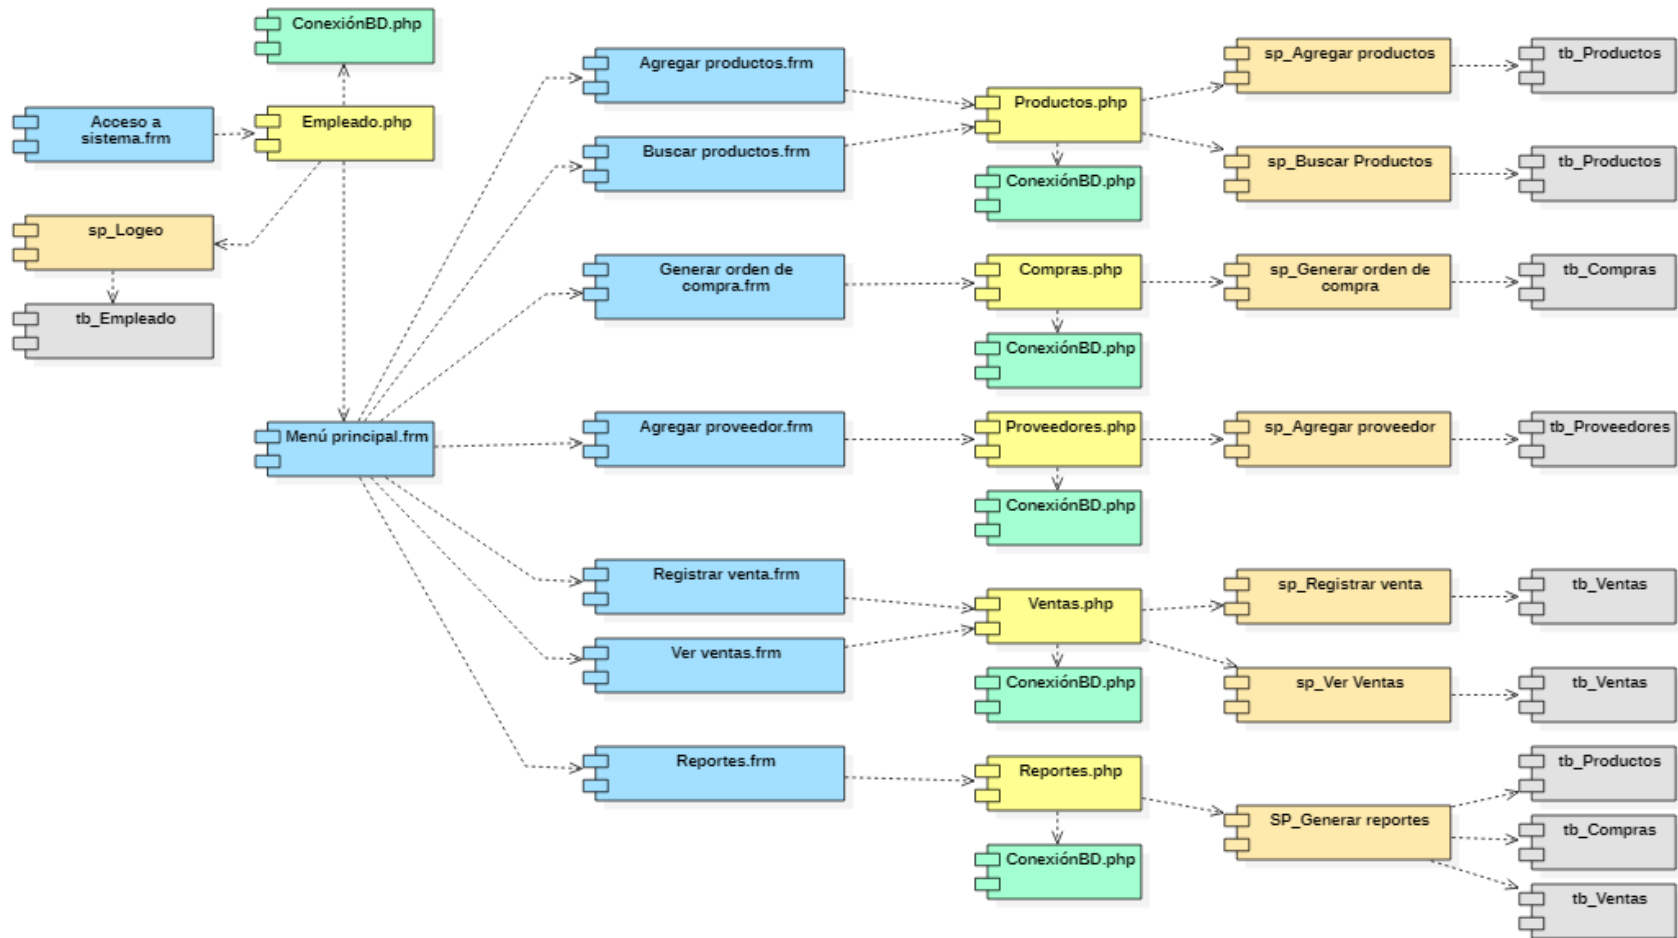 ConexiónBD.php
Acceso a
sistema.frm
Empleado.php
sp_Logeo
tb_Empleado
Menú principal.frm
Agregar productos.frm
Buscar productos.frm
Productos.php
ConexiónBD.php
sp_Agregar productos
tb_Productos
sp_Buscar Productos
tb_Productos
Generar orden de
compra.frm
Compras.php
ConexiónBD.php
sp_Generar orden de
compra
tb_Compras
Agregar proveedor.frm
Proveedores.php
ConexiónBD.php
sp_Agregar proveedor
tb_Proveedores
Registrar venta.frm
Ver ventas.frm
Ventas.php
ConexiónBD.php
sp_Registrar venta
tb_Ventas
sp_Ver Ventas
tb_Ventas
Reportes.frm
Reportes.php
ConexiónBD.php
SP_Generar reportes
tb_Productos
tb_Compras
tb_Ventas